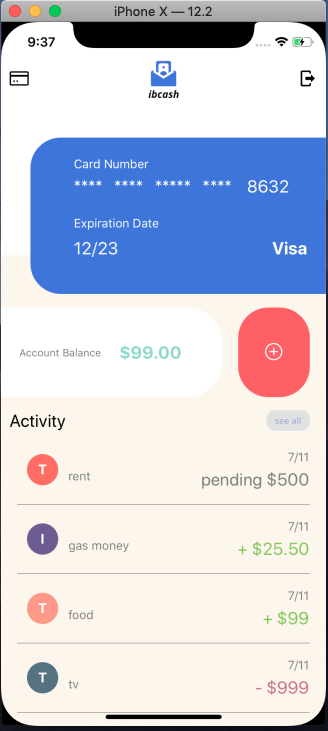 iPhone X — 12.2
9:37
ibcash
Card Number
**** **** ***** **** 8632
Expiration Date
12/23 Visa
Account Balance $99.00
Activity see all
7/11
T rent pending $500
7/11
I gas money + $25.50
7/11
T food + $99
7/11
T tv - $999